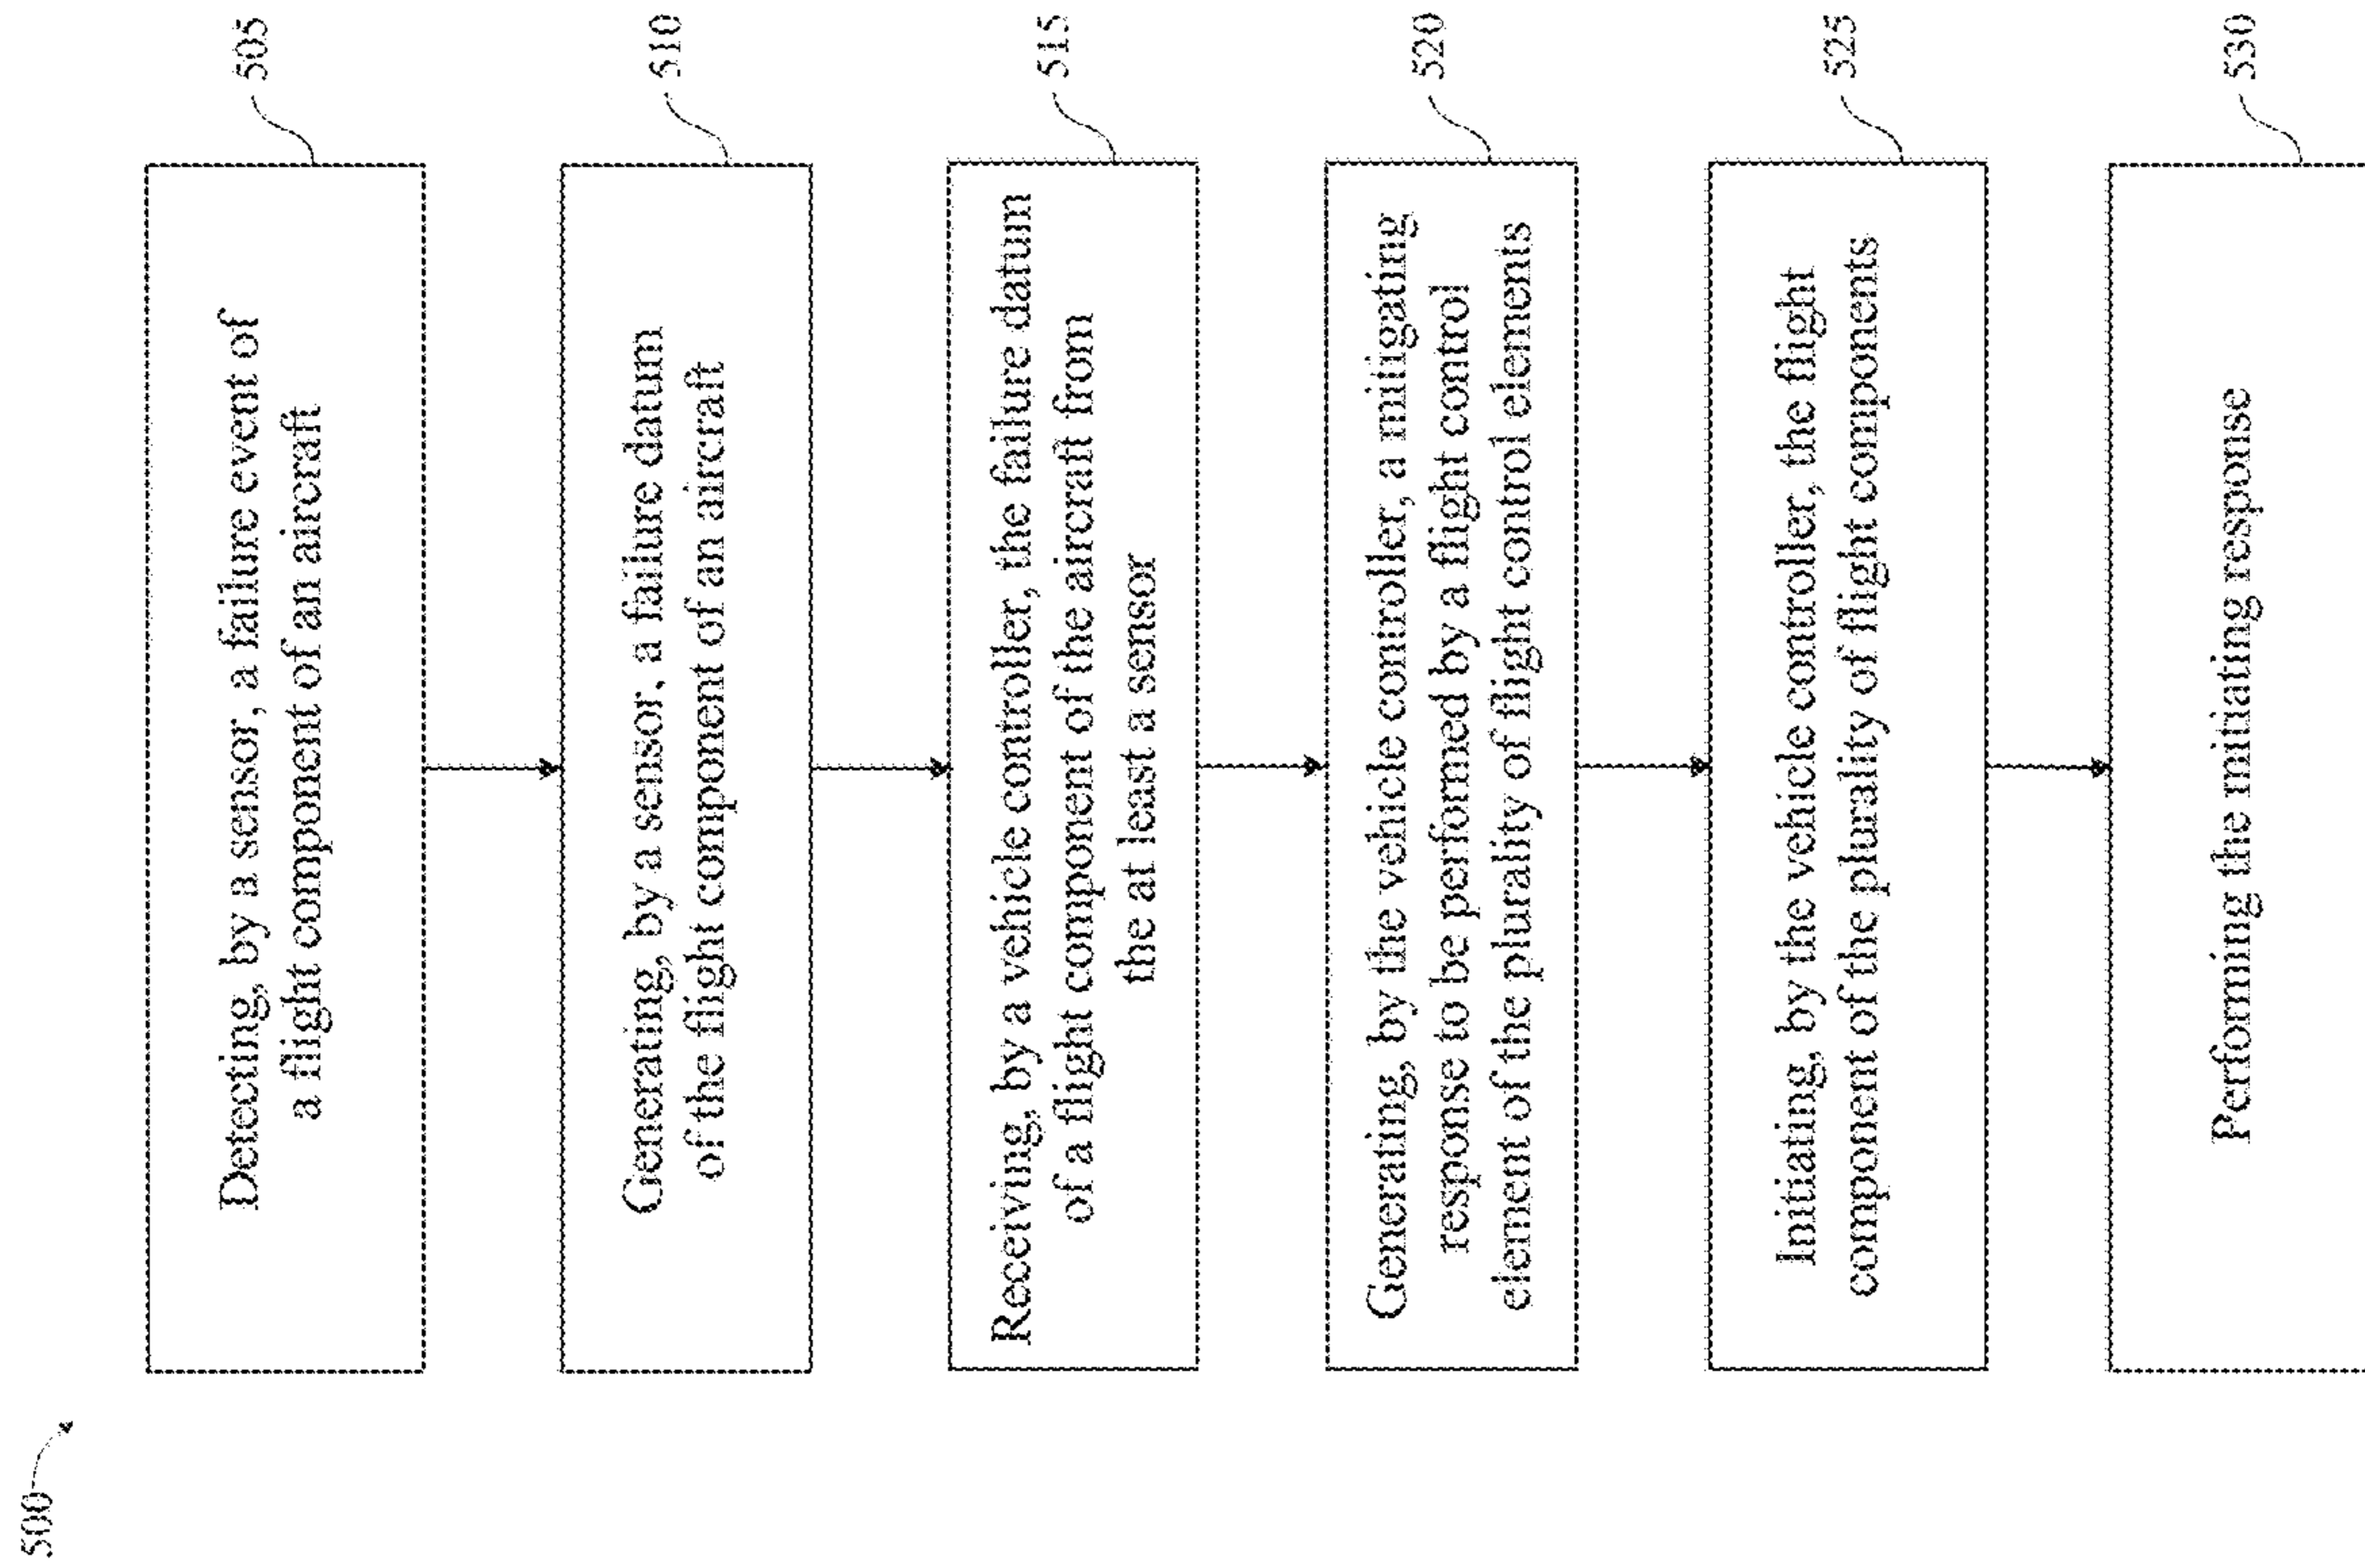 500
Detecting, by a sensor, a failure event of
a flight component of an aircraft
505
Generating, by a sensor, a failure datum
of the flight component of an aircraft
510
Receiving, by a vehicle controller, the failure datum
of a flight component of the aircraft from
the at least a sensor
515
Generating, by the vehicle controller, a mitigating
response to be performed by a flight control
element of the plurality of flight control elements
520
Initiating, by the vehicle controller, the flight
component of the plurality of flight components
525
Performing the initiating response
530